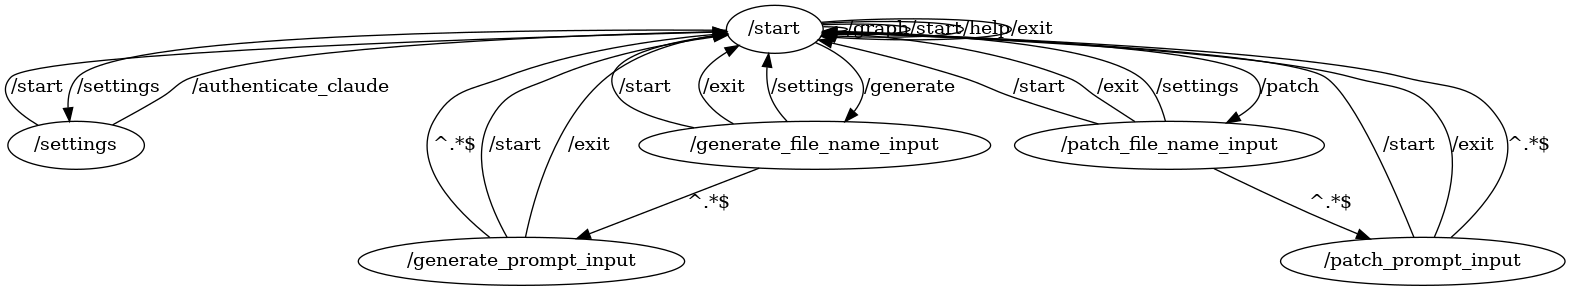 /start
/graph
/start
/help
/exit
/start
/settings
/authenticate_claude
/start
/exit
/settings
/generate
/start
/exit
/settings
/patch
/settings
^.*$
/start
/exit
/generate_file_name_input
/patch_file_name_input
/start
/exit
^.*$
^.*$
^.*$
/generate_prompt_input
/patch_prompt_input